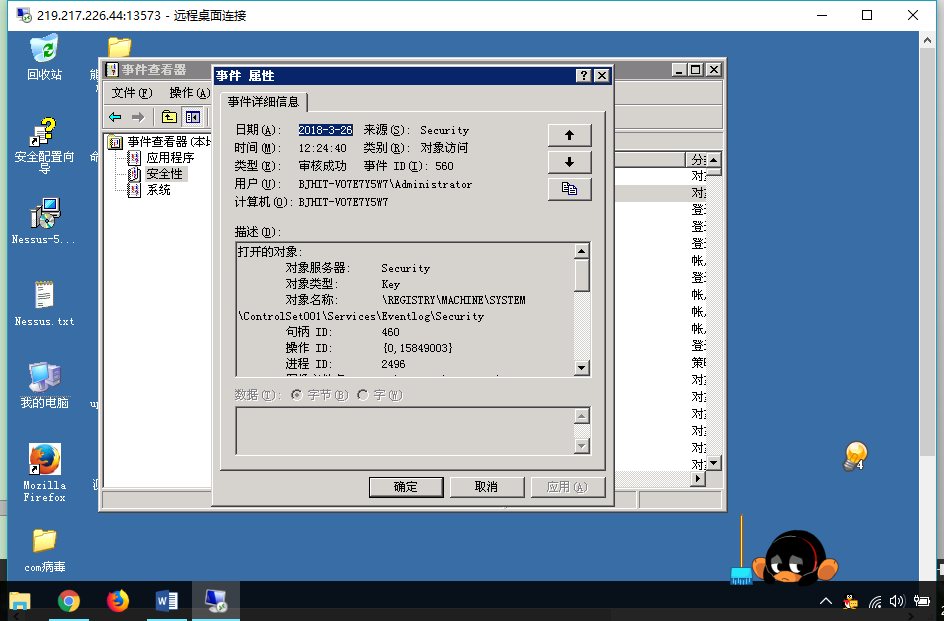 219.217.226.44:13573 - 远程桌面连接
回收站
安全配置向
导
Nessus-5...
Nessus.txt
我的电脑
Mozilla
Firefox
com病毒
事件查看器
文件(F) 操作(A)
事件查看器(本
应用程序
安全性
系统
事件 属性
事件详细信息
日期(A): 2018-3-26 来源(S): Security
时间(M): 12:24:40 类别(R): 对象访问
类型(E): 审核成功 事件 ID(I): 560
用户(U): BJHIT-VO7E7Y5W7\Administrator
计算机(O): BJHIT-VO7E7Y5W7
描述(D):
打开的对象:
对象服务器: Security
对象类型: Key
对象名称: \REGISTRY\MACHINE\SYSTEM
\ControlSet001\Services\Eventlog\Security
句柄 ID: 460
操作 ID: {0,15849003}
进程 ID: 2496
数据(T): 字节(B) 字(W)
确定 取消 应用(A)
分
对
对
登
登
登
帐
登
帐
帐
帐
登
策
对
对
对
对
对
对
4